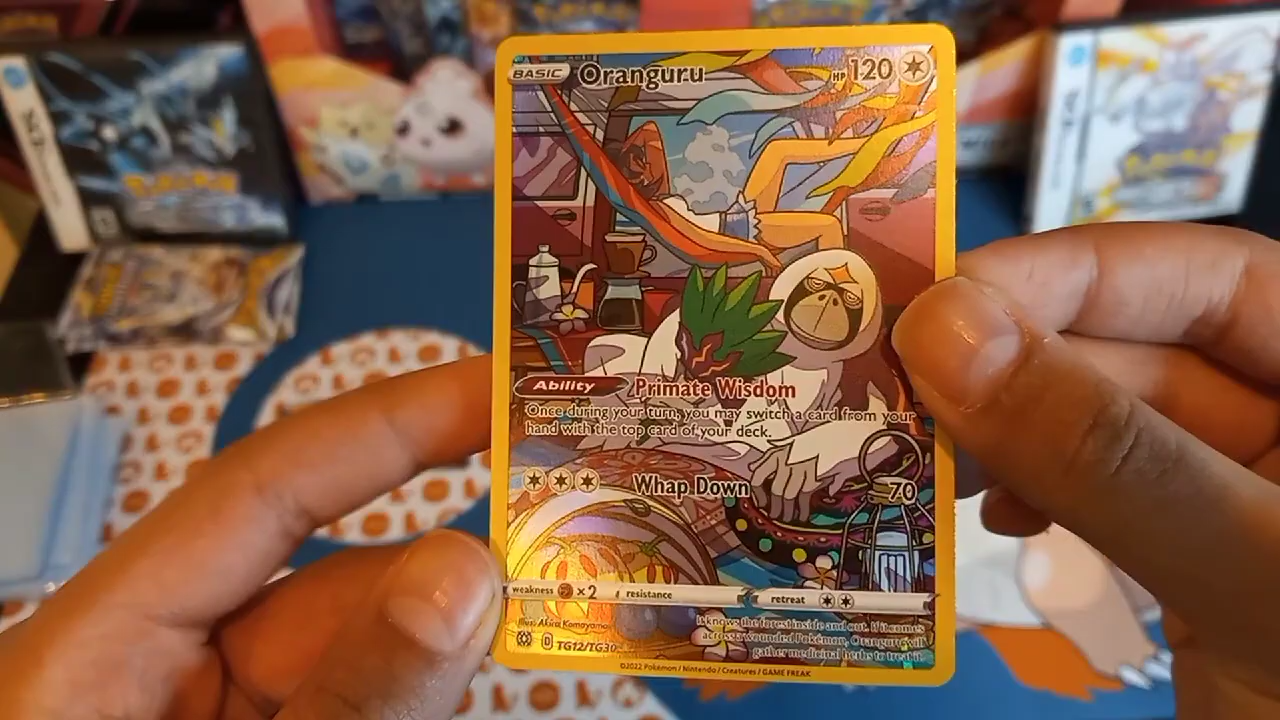 BASIC Oranguru HP 120
Ability Primate Wisdom
Once during your turn, you may switch a card from your
hand with the top card of your deck.
Whap Down 70
weakness ×2 resistance retreat
Illus. Akira Komayama
It knows the forest inside and out. If it comes
across a wounded Pokémon, Oranguru will
gather medicinal herbs to treat it.
TG12/TG30
©2022 Pokémon / Nintendo / Creatures / GAME FREAK
POKÉMON
POKÉMON